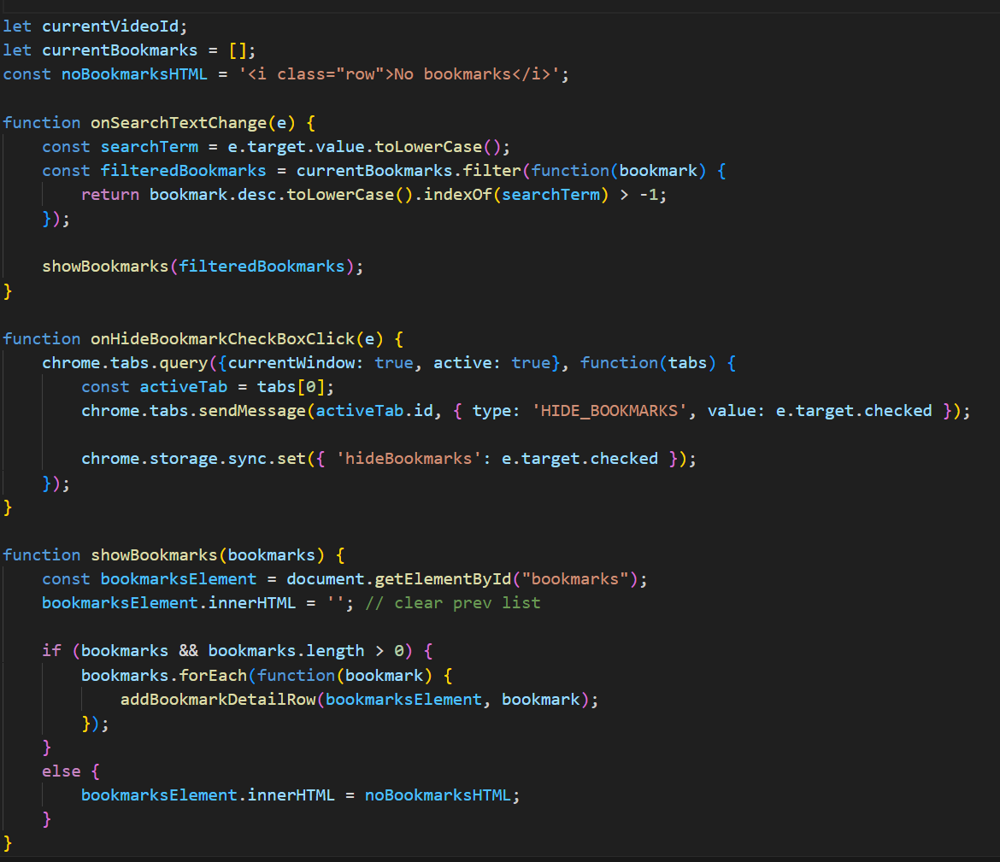 let currentVideoId;
let currentBookmarks = [];
const noBookmarksHTML = '<i class="row">No bookmarks</i>';

function onSearchTextChange(e) {
    const searchTerm = e.target.value.toLowerCase();
    const filteredBookmarks = currentBookmarks.filter(function(bookmark) {
        return bookmark.desc.toLowerCase().indexOf(searchTerm) > -1;
    });

    showBookmarks(filteredBookmarks);
}

function onHideBookmarkCheckBoxClick(e) {
    chrome.tabs.query({currentWindow: true, active: true}, function(tabs) {
        const activeTab = tabs[0];
        chrome.tabs.sendMessage(activeTab.id, { type: 'HIDE_BOOKMARKS', value: e.target.checked });

        chrome.storage.sync.set({ 'hideBookmarks': e.target.checked });
    });
}

function showBookmarks(bookmarks) {
    const bookmarksElement = document.getElementById("bookmarks");
    bookmarksElement.innerHTML = ''; // clear prev list

    if (bookmarks && bookmarks.length > 0) {
        bookmarks.forEach(function(bookmark) {
            addBookmarkDetailRow(bookmarksElement, bookmark);
        });
    }
    else {
        bookmarksElement.innerHTML = noBookmarksHTML;
    }
}